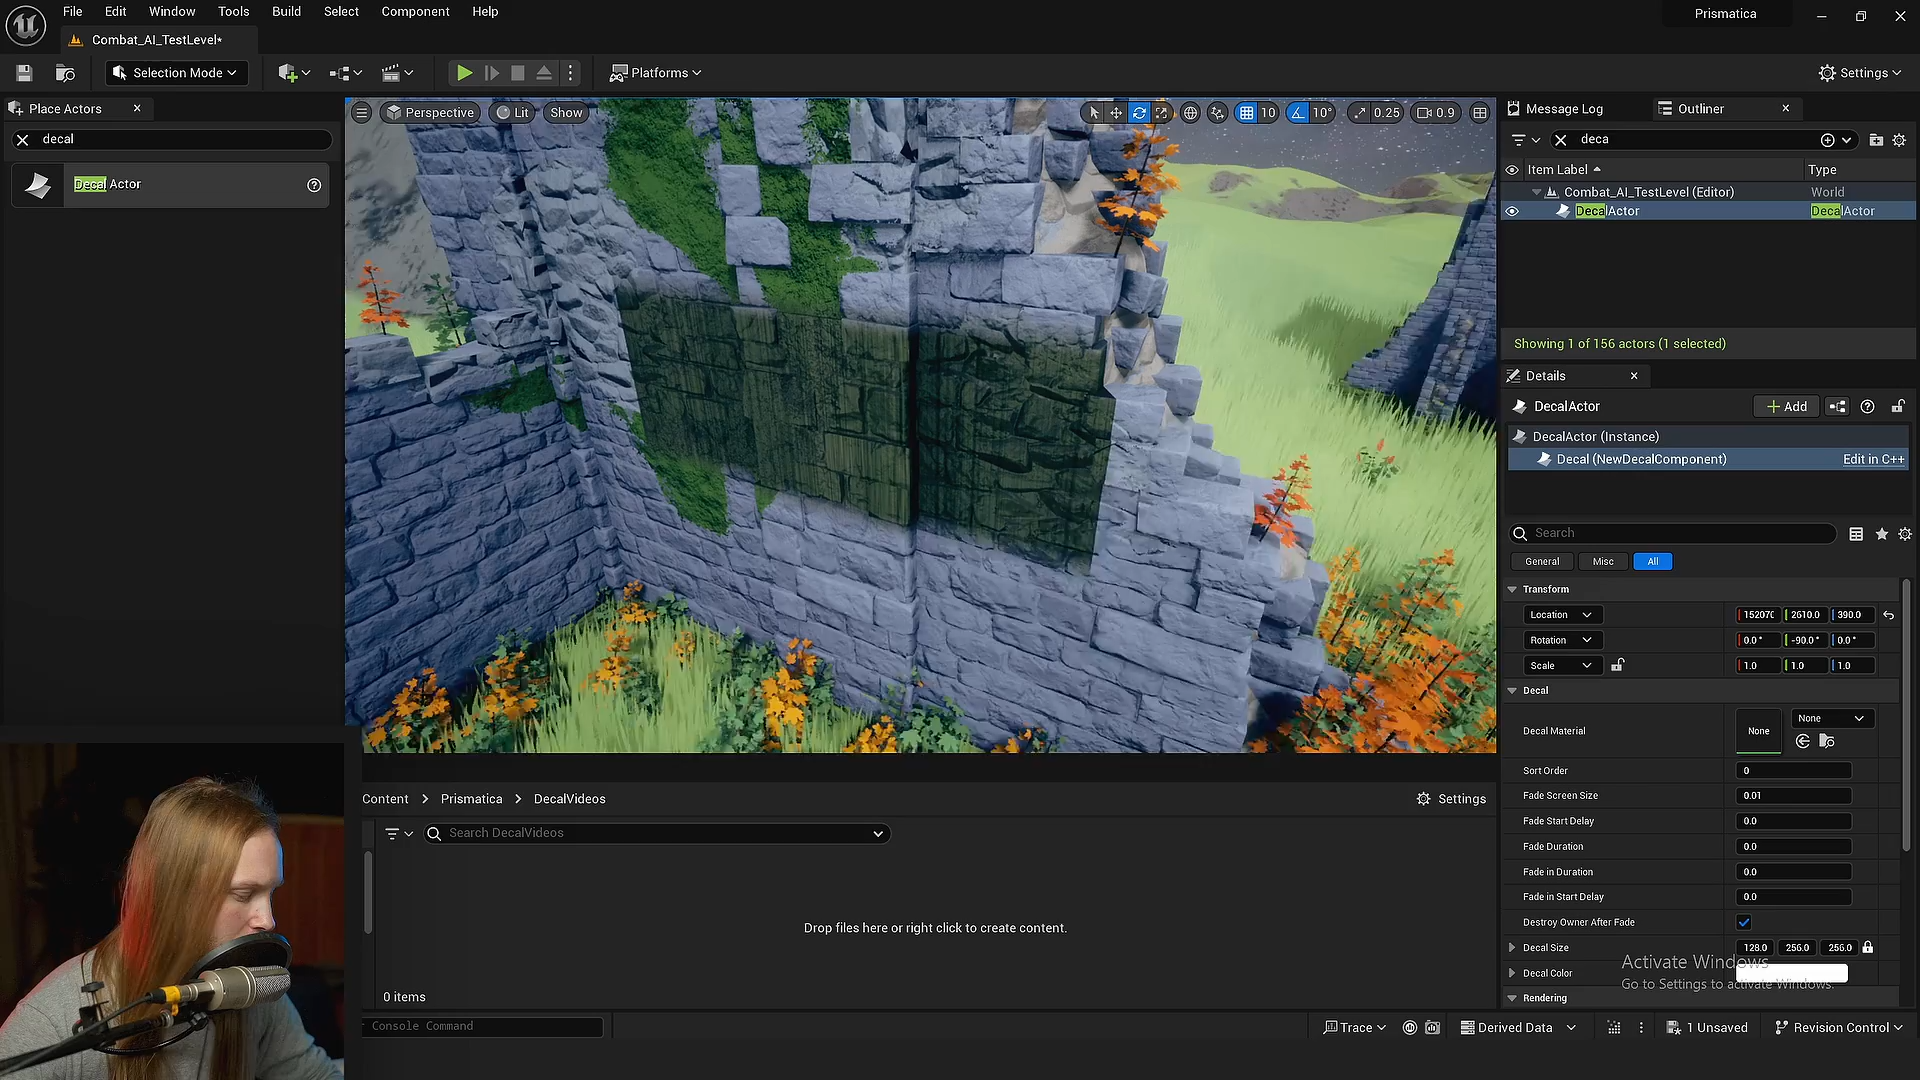 File Edit Window Tools Build Select Component Help
Prismatica
Combat_AI_TestLevel*
Selection Mode
Platforms
Settings
Place Actors
decal
Decal Actor
Perspective
Lit
Show
10
10°
0.25
0.9
Message Log
Outliner
deca
Item Label
Type
Combat_AI_TestLevel (Editor)
World
DecalActor
DecalActor
Showing 1 of 156 actors (1 selected)
Details
DecalActor
Add
DecalActor (Instance)
Decal (NewDecalComponent)
Edit in C++
Search
General
Misc
All
Transform
Location
2610.0
390.0
Rotation
0.0°
-90.0°
0.0°
Scale
1.0
1.0
1.0
Decal
Decal Material
None
None
Sort Order
0
Fade Screen Size
0.01
Fade Start Delay
0.0
Fade Duration
0.0
Fade in Duration
0.0
Fade in Start Delay
0.0
Destroy Owner After Fade
Decal Size
128.0
256.0
256.0
Decal Color
Activate Windows
Go to Settings to activate Windows.
Rendering
Content > Prismatica > DecalVideos
Settings
Search DecalVideos
Drop files here or right click to create content.
0 items
Console Command
Trace
Derived Data
1 Unsaved
Revision Control